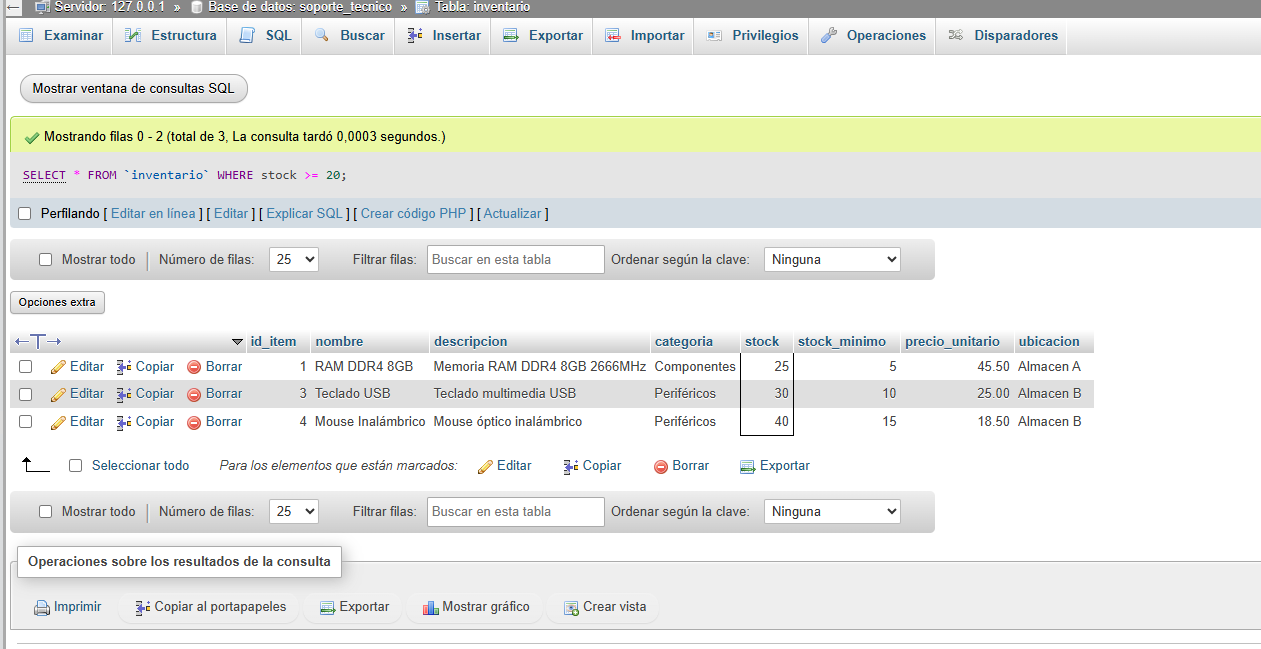 Servidor: 127.0.0.1 » Base de datos: soporte_tecnico » Tabla: inventario
Examinar Estructura SQL Buscar Insertar Exportar Importar Privilegios Operaciones Disparadores
Mostrar ventana de consultas SQL
Mostrando filas 0 - 2 (total de 3, La consulta tardó 0,0003 segundos.)
SELECT * FROM `inventario` WHERE stock >= 20;
Perfilando [ Editar en línea ] [ Editar ] [ Explicar SQL ] [ Crear código PHP ] [ Actualizar ]
Mostrar todo | Número de filas: 25 Filtrar filas: Buscar en esta tabla Ordenar según la clave: Ninguna
Opciones extra
←T→ id_item nombre descripcion categoria stock stock_minimo precio_unitario ubicacion
Editar Copiar Borrar 1 RAM DDR4 8GB Memoria RAM DDR4 8GB 2666MHz Componentes 25 5 45.50 Almacen A
Editar Copiar Borrar 3 Teclado USB Teclado multimedia USB Periféricos 30 10 25.00 Almacen B
Editar Copiar Borrar 4 Mouse Inalámbrico Mouse óptico inalámbrico Periféricos 40 15 18.50 Almacen B
Seleccionar todo Para los elementos que están marcados: Editar Copiar Borrar Exportar
Mostrar todo | Número de filas: 25 Filtrar filas: Buscar en esta tabla Ordenar según la clave: Ninguna
Operaciones sobre los resultados de la consulta
Imprimir Copiar al portapapeles Exportar Mostrar gráfico Crear vista